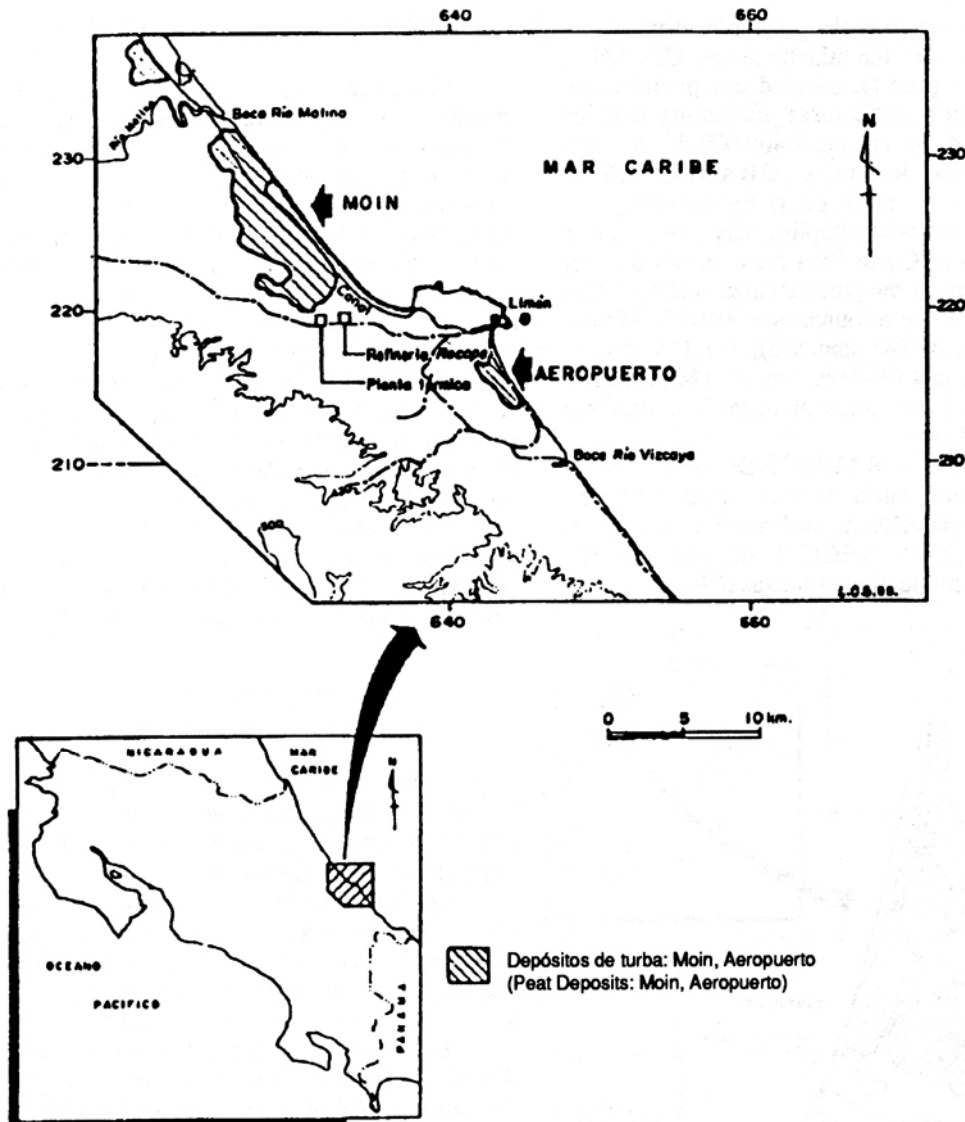 640
660
Boca Río Matina
230
230
N
MAR CARIBE
MOIN
Canal
Limón
220
220
Refinería Recope
AEROPUERTO
Planta térmica
210
210
Boca Río Vizcaya
500
640
660
0 5 10 km.
NICARAGUA
MAR
CARIBE
N
OCEANO
PACIFICO
PANAMA
Depósitos de turba: Moin, Aeropuerto
(Peat Deposits: Moin, Aeropuerto)